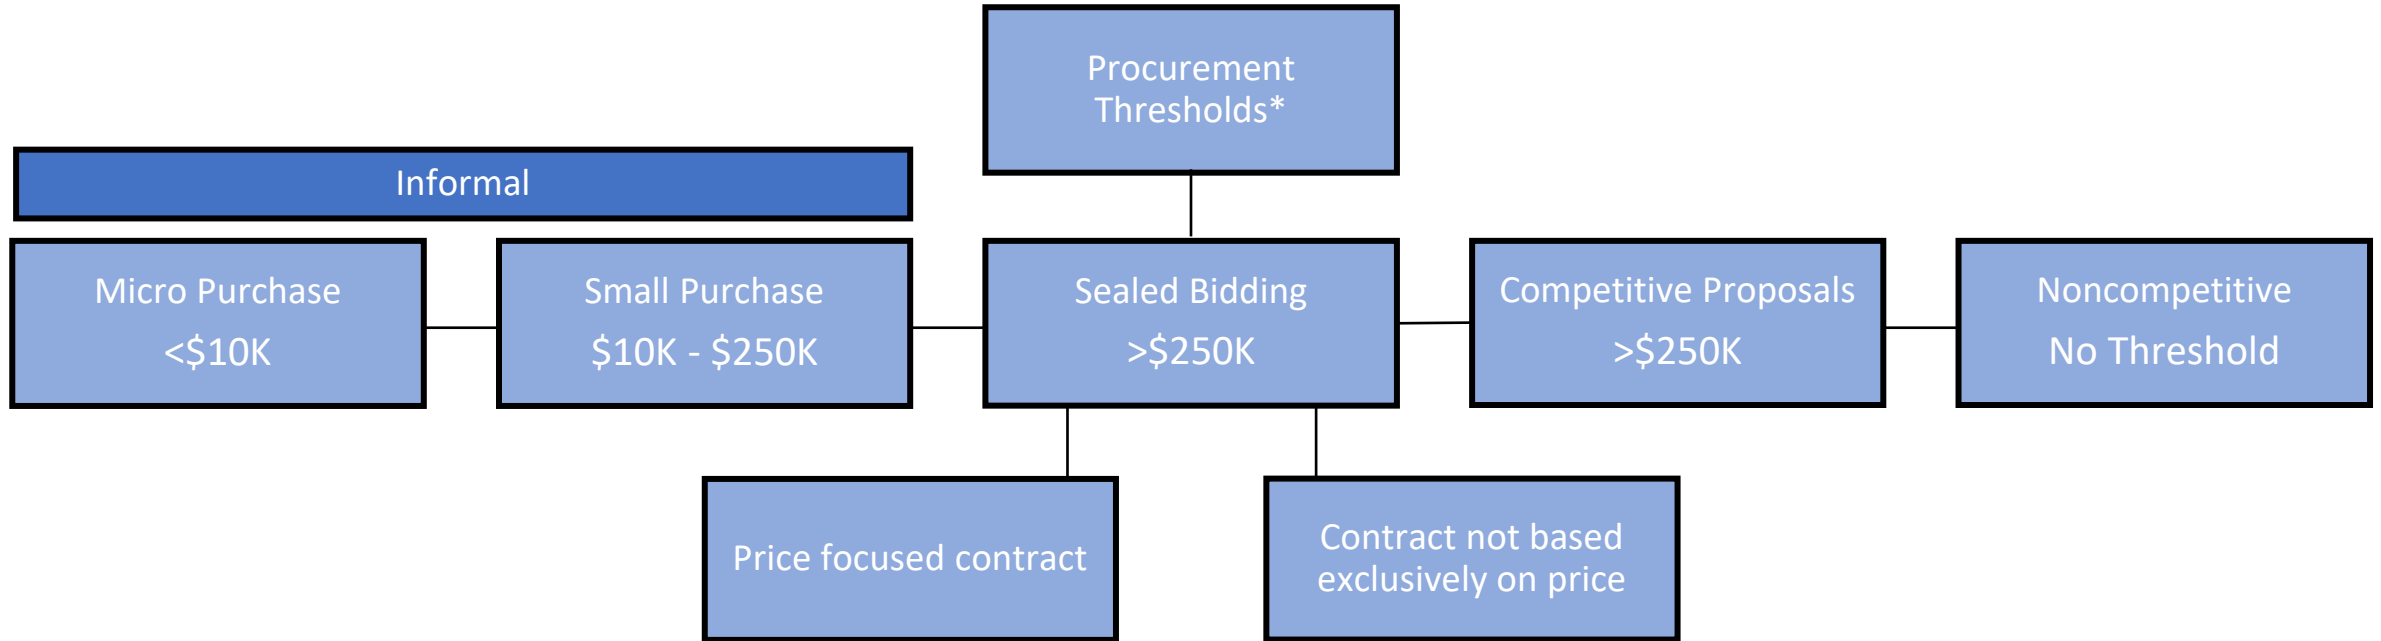 Procurement
Thresholds*
Informal
Micro Purchase
<$10K
Small Purchase
$10K - $250K
Sealed Bidding
>$250K
Competitive Proposals
>$250K
Noncompetitive
No Threshold
Price focused contract
Contract not based
exclusively on price